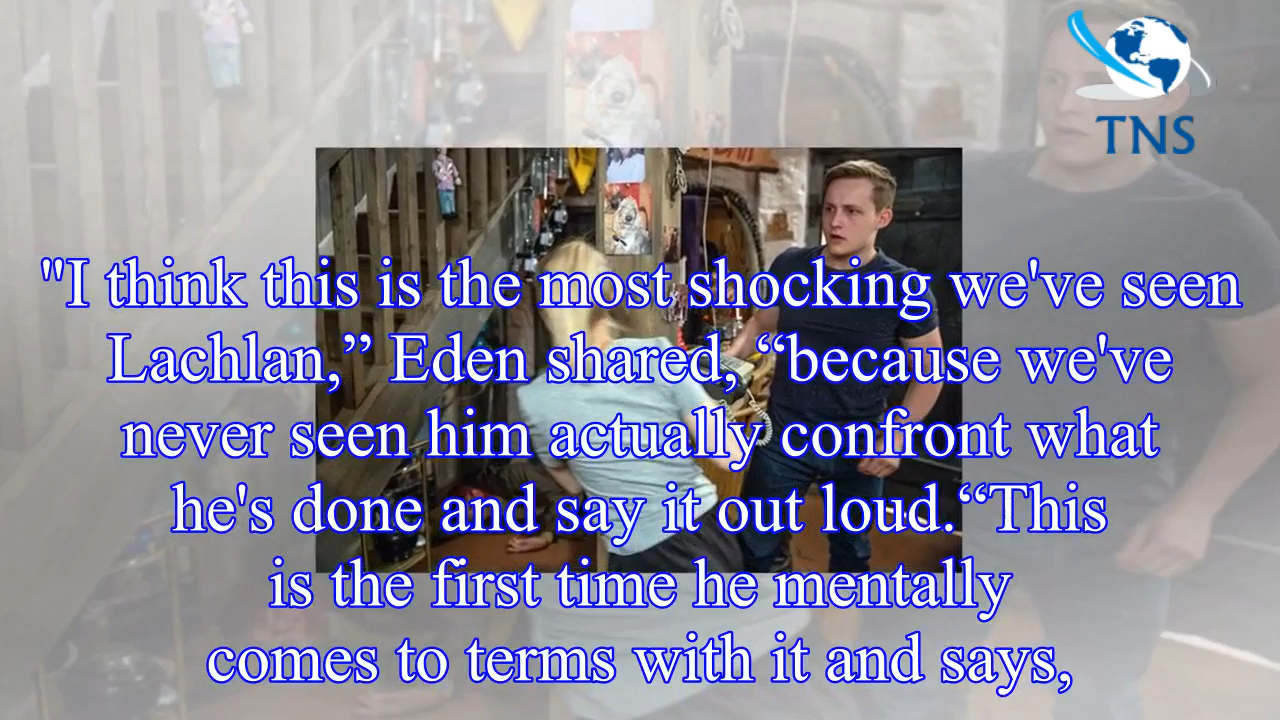 TNS
"I think this is the most shocking we've seen
Lachlan,” Eden shared, “because we've
never seen him actually confront what
he's done and say it out loud.“This
is the first time he mentally
comes to terms with it and says,